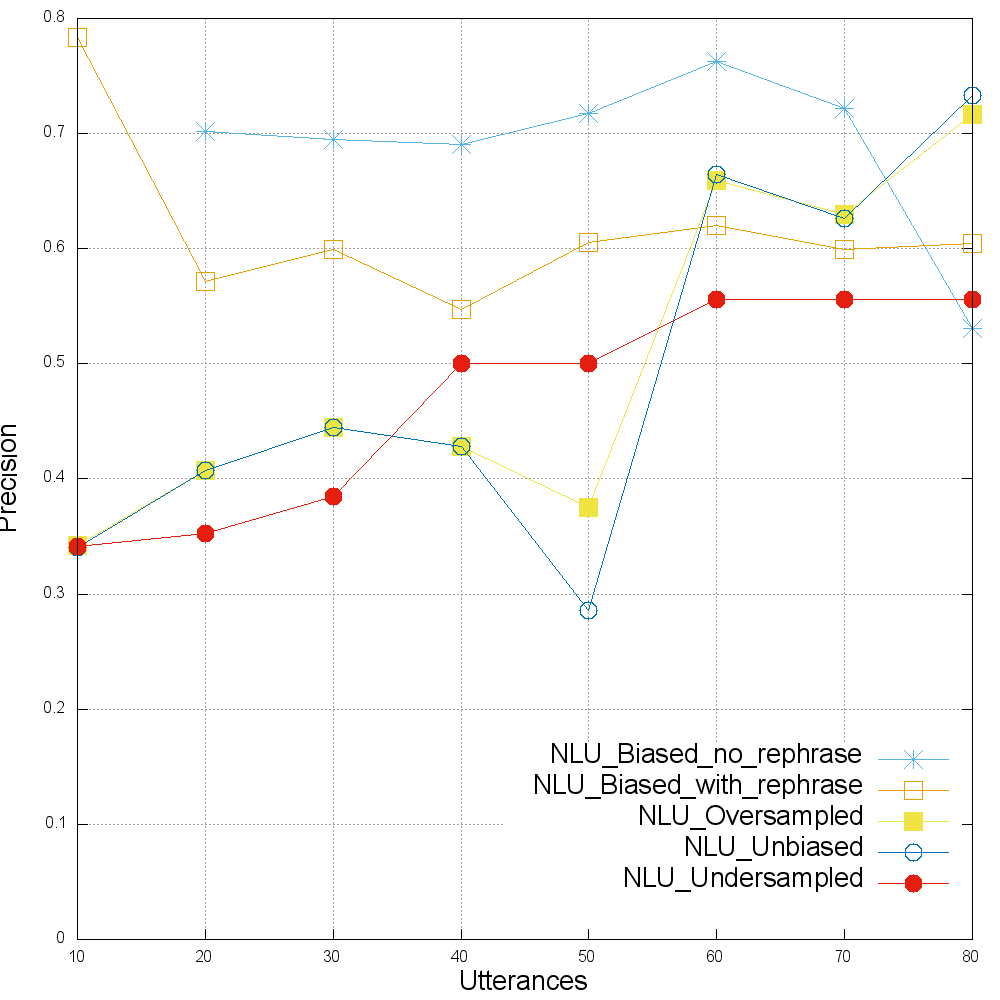 0.8
0.7
0.6
0.5
0.4
0.3
0.2
0.1
0
Precision
NLU_Biased_no_rephrase
NLU_Biased_with_rephrase
NLU_Oversampled
NLU_Unbiased
NLU_Undersampled
10 20 30 40 50 60 70 80
Utterances